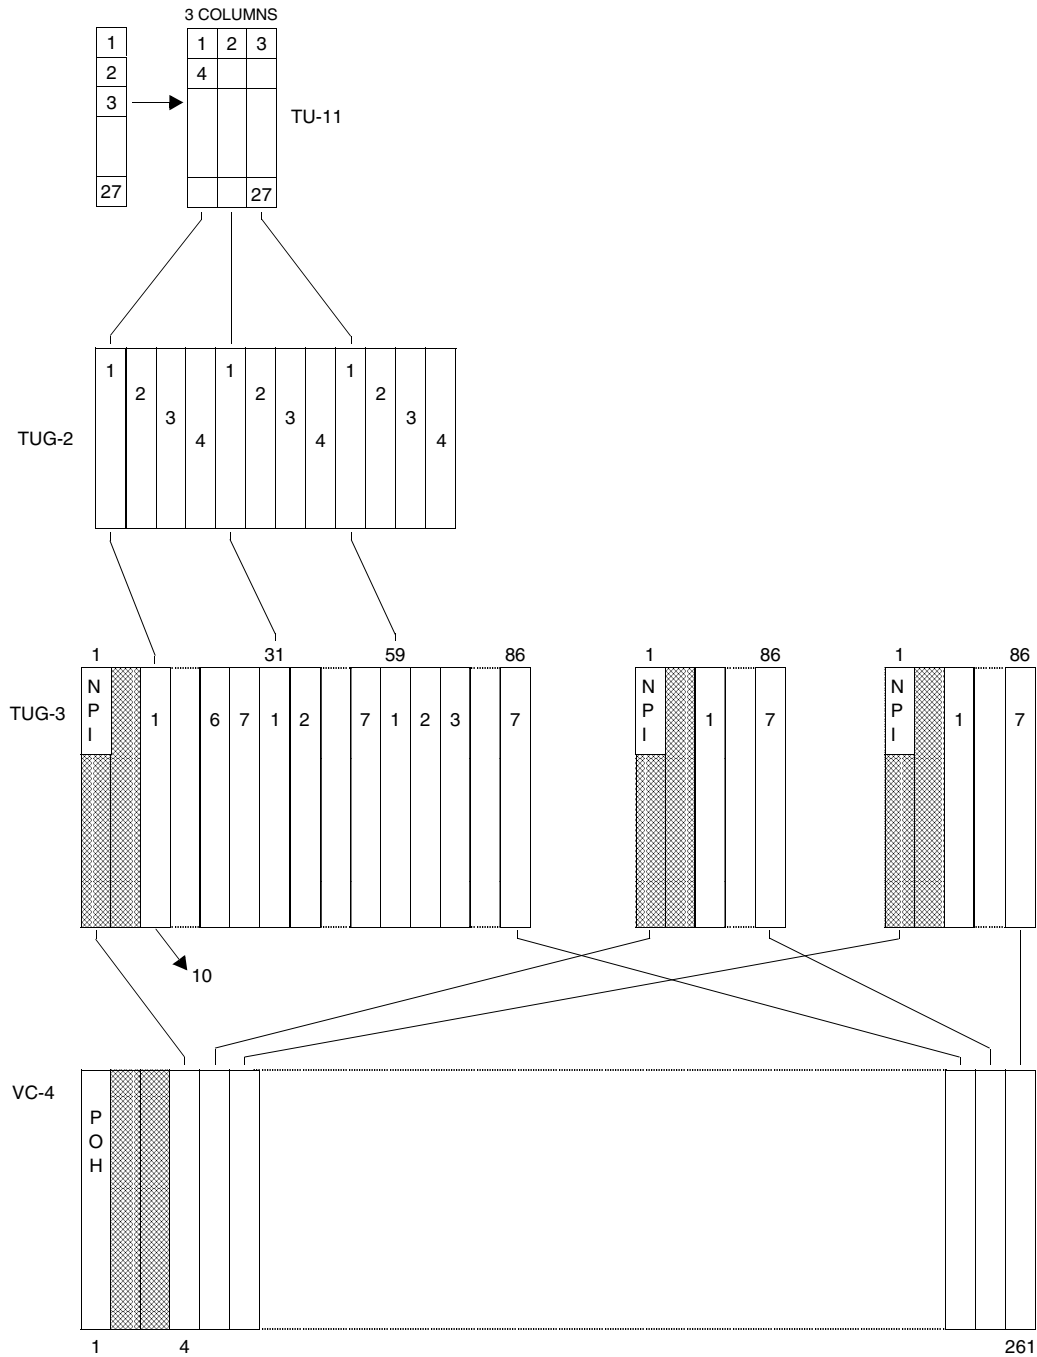 3 COLUMNS
1 1 2 3
2 4
3
TU-11
27 27
1 1 1
2 2 2
3 3 3
TUG-2
4 4 4
1 31 59 86 1 86 1 86
N N N
TUG-3
P 1 6 7 1 2 7 1 2 3 7 P 1 7 P 1 7
I I I
10
VC-4
P
O
H
1 4 261